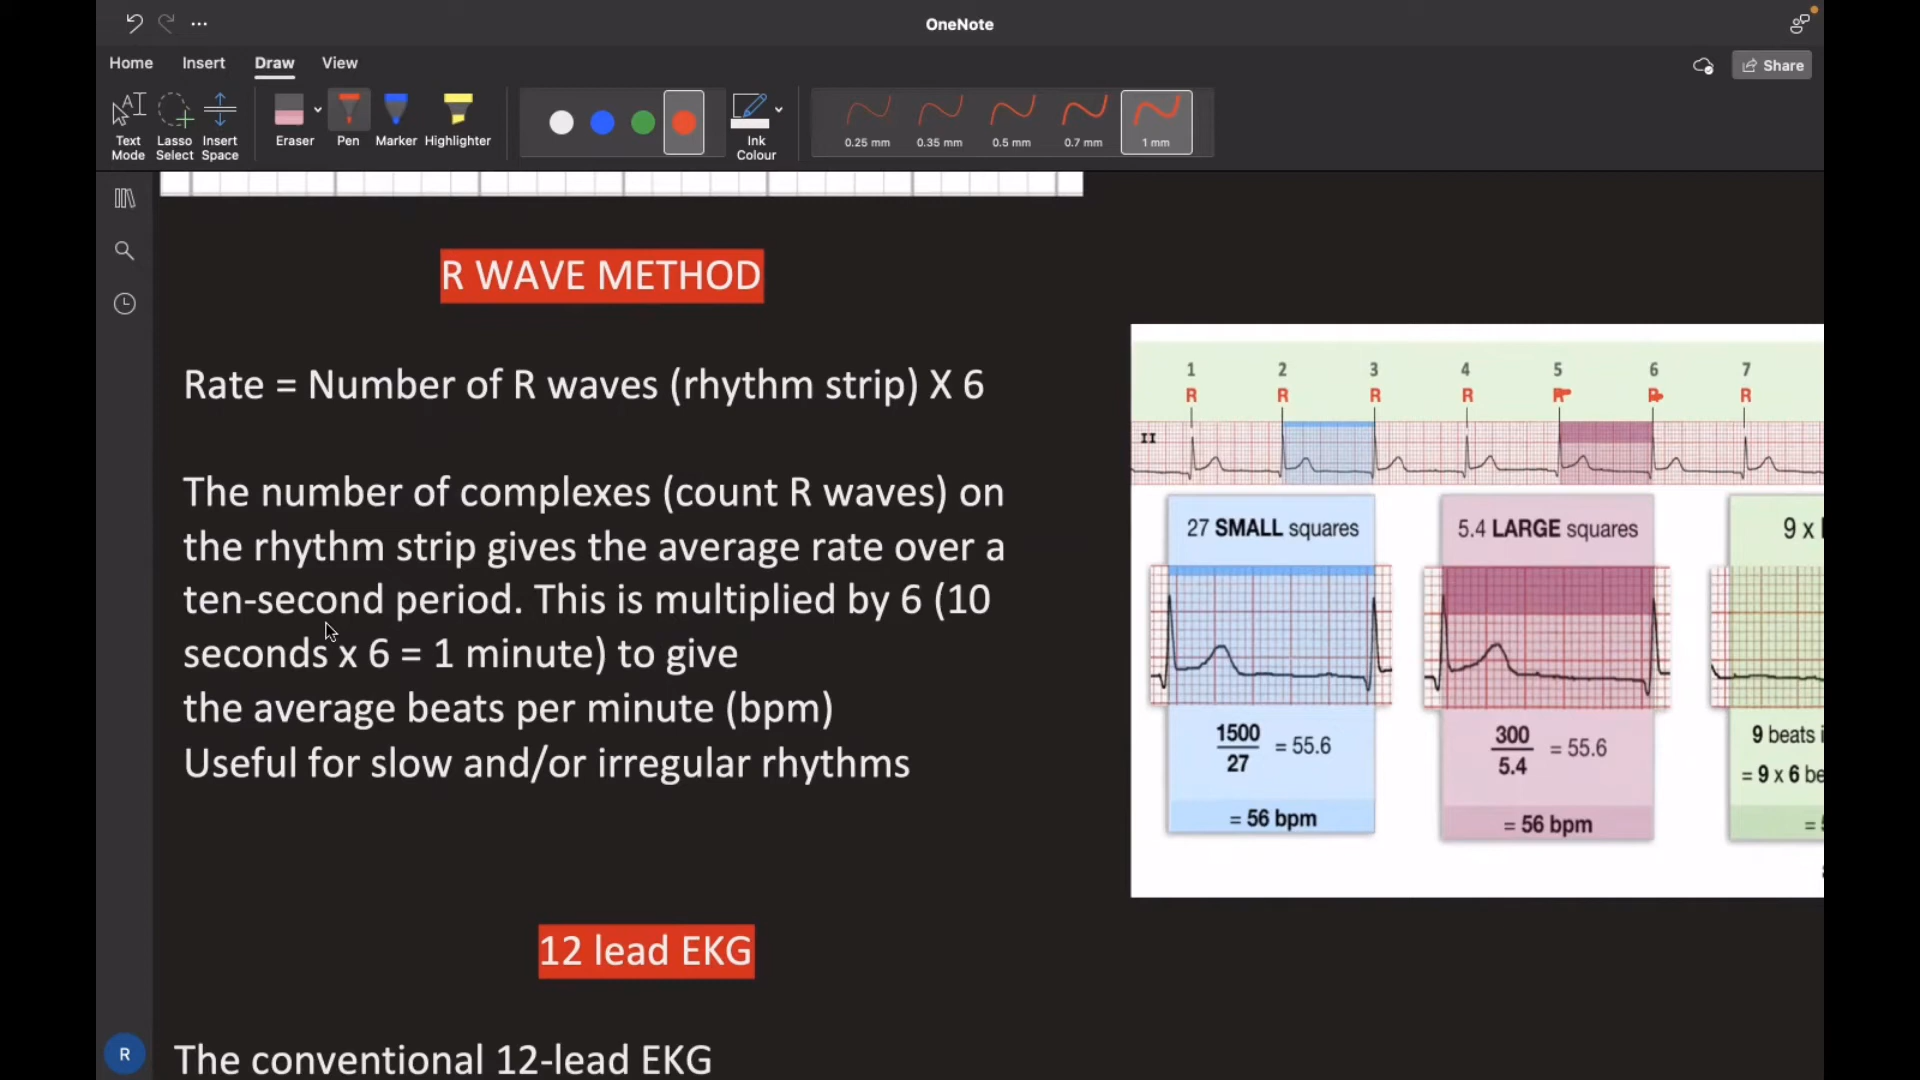 OneNote
Home Insert Draw View
Share
Text Mode
Lasso Select
Insert Space
Eraser
Pen
Marker
Highlighter
Ink Colour
0.25 mm
0.35 mm
0.5 mm
0.7 mm
1 mm
R WAVE METHOD
Rate = Number of R waves (rhythm strip) X 6
The number of complexes (count R waves) on
the rhythm strip gives the average rate over a
ten-second period. This is multiplied by 6 (10
seconds x 6 = 1 minute) to give
the average beats per minute (bpm)
Useful for slow and/or irregular rhythms
12 lead EKG
The conventional 12-lead EKG
R
1 2 3 4 5 6 7
R R R R R R R
II
27 SMALL squares
1500
27
= 55.6
= 56 bpm
5.4 LARGE squares
300
5.4
= 55.6
= 56 bpm
9 x
9 beats
= 9 x 6 be
=